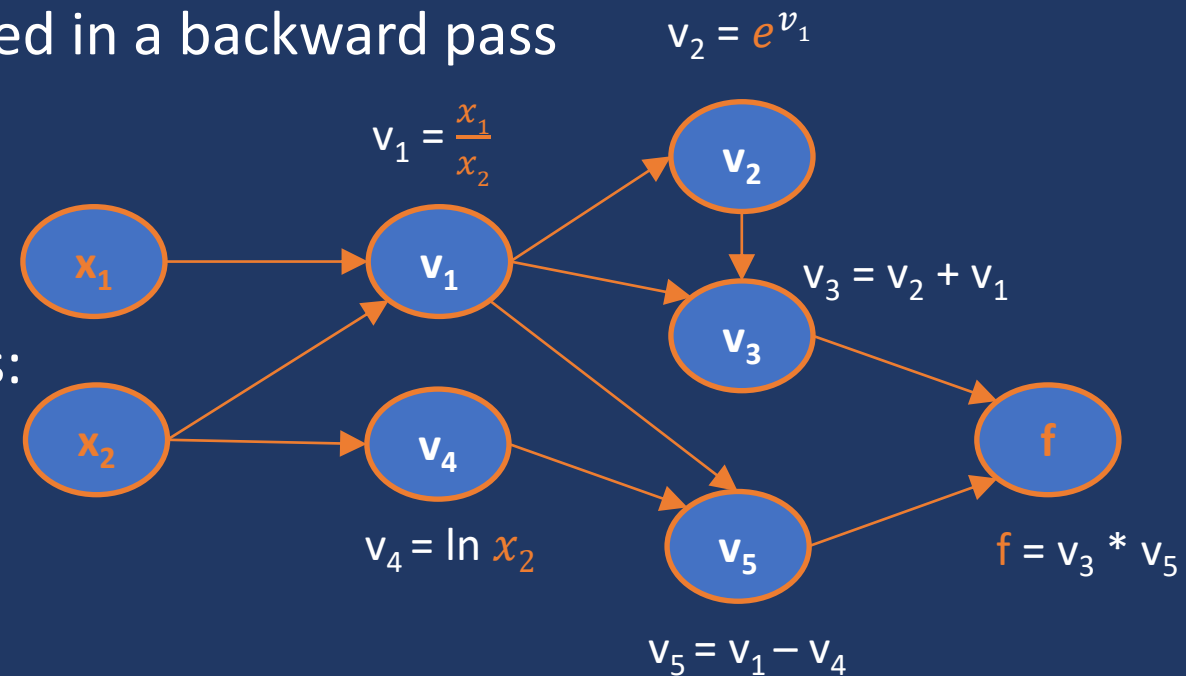 ed in a backward pass
v₂ = e^v₁
v₁ = x₁/x₂
v₂
x₁
v₁
v₃ = v₂ + v₁
v₃
s:
x₂
v₄
f
v₄ = ln x₂
v₅
f = v₃ * v₅
v₅ = v₁ – v₄